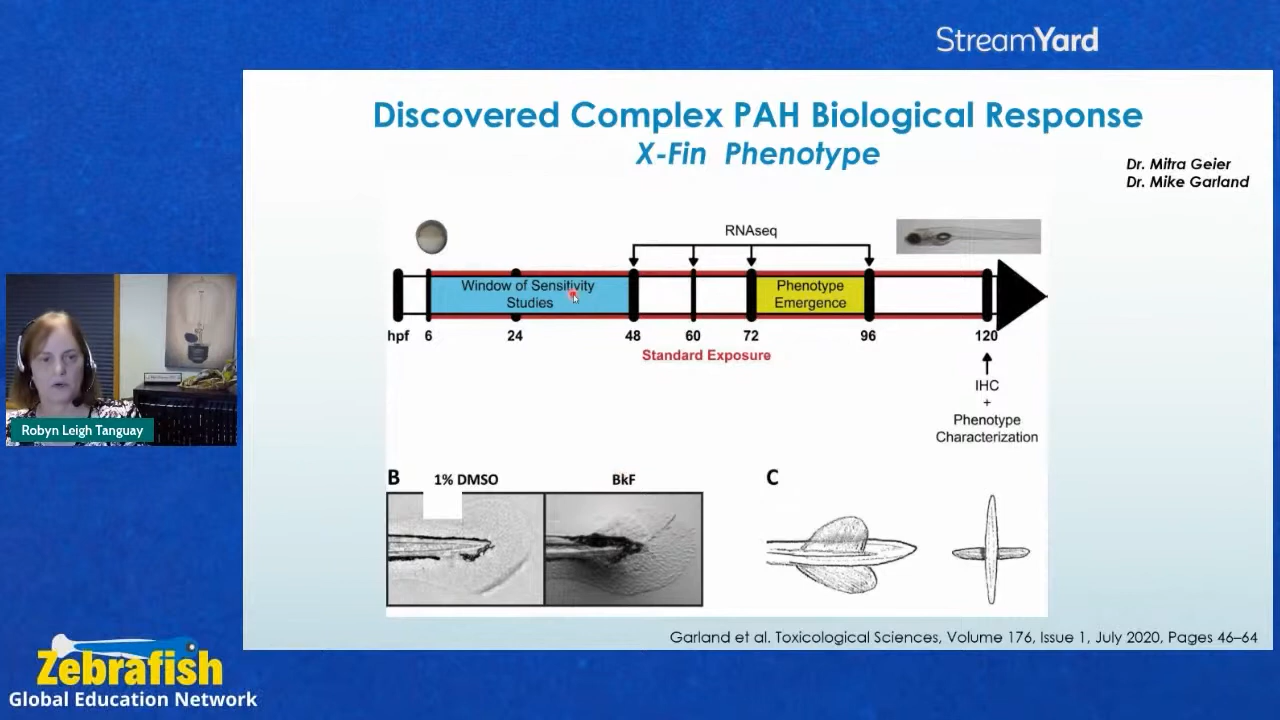 StreamYard
Discovered Complex PAH Biological Response
X-Fin Phenotype
Dr. Mitra Geier
Dr. Mike Garland
RNAseq
Window of Sensitivity
Studies
Phenotype
Emergence
hpf 6 24 48 60 72 96 120
Standard Exposure
IHC
+
Phenotype
Characterization
B 1% DMSO BkF C
Garland et al. Toxicological Sciences, Volume 176, Issue 1, July 2020, Pages 46–64
Robyn Leigh Tanguay
Zebrafish
Global Education Network